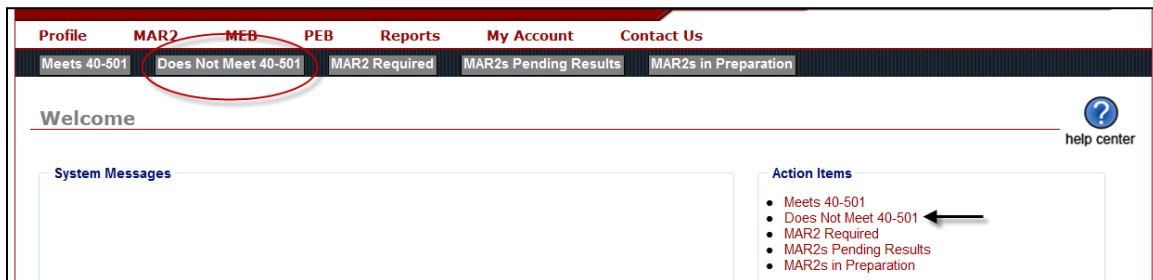 Profile MAR2 MEB PEB Reports My Account Contact Us
Meets 40-501 Does Not Meet 40-501 MAR2 Required MAR2s Pending Results MAR2s in Preparation
Welcome
?
help center
System Messages
Action Items
Meets 40-501
Does Not Meet 40-501
MAR2 Required
MAR2s Pending Results
MAR2s in Preparation